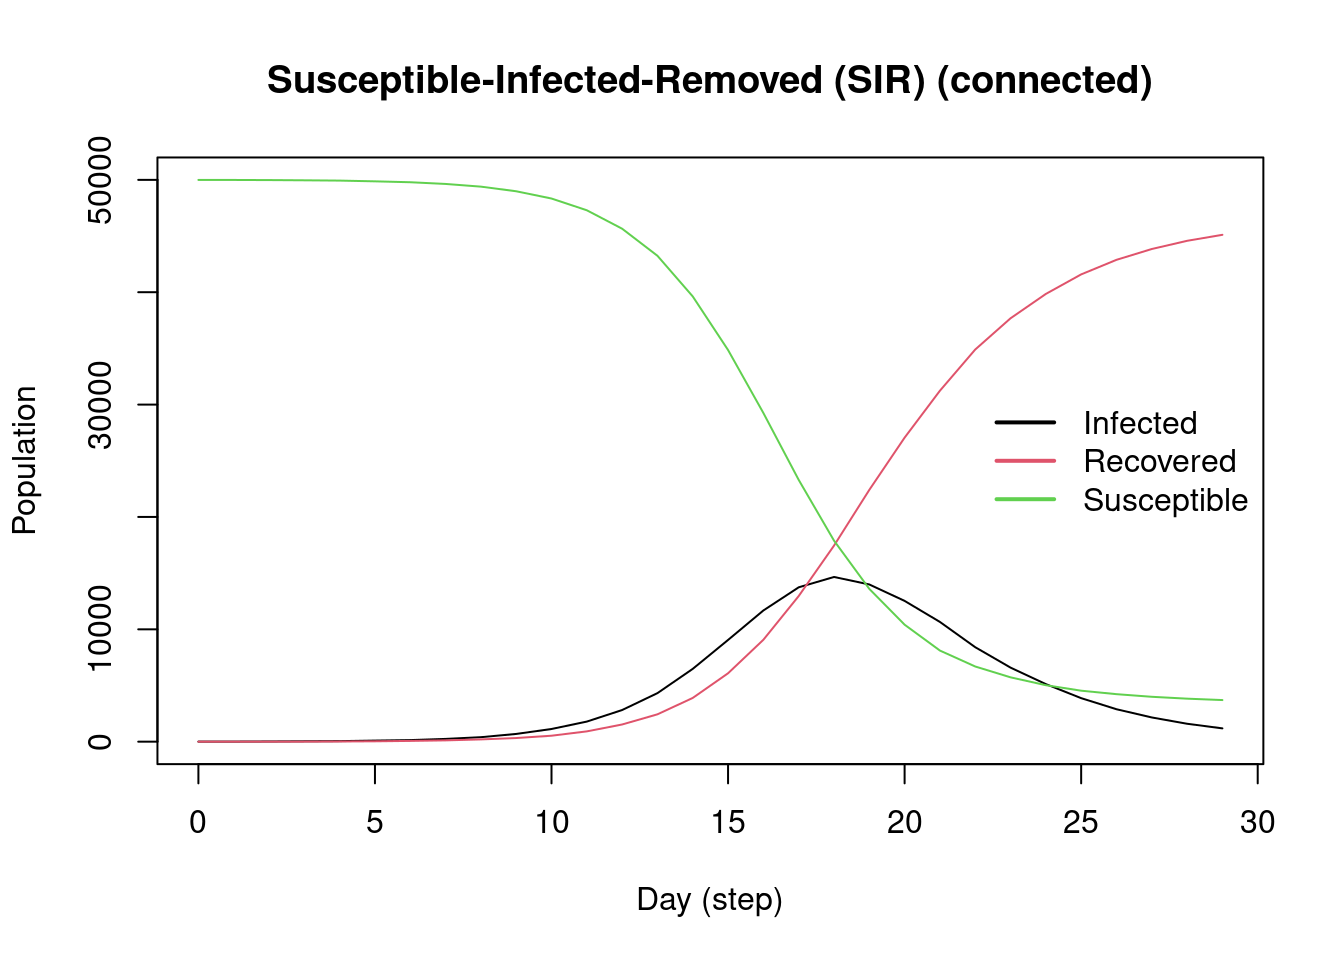 Susceptible-Infected-Removed (SIR) (connected)
50000
30000
10000
0
Population
Infected
Recovered
Susceptible
0 5 10 15 20 25 30
Day (step)